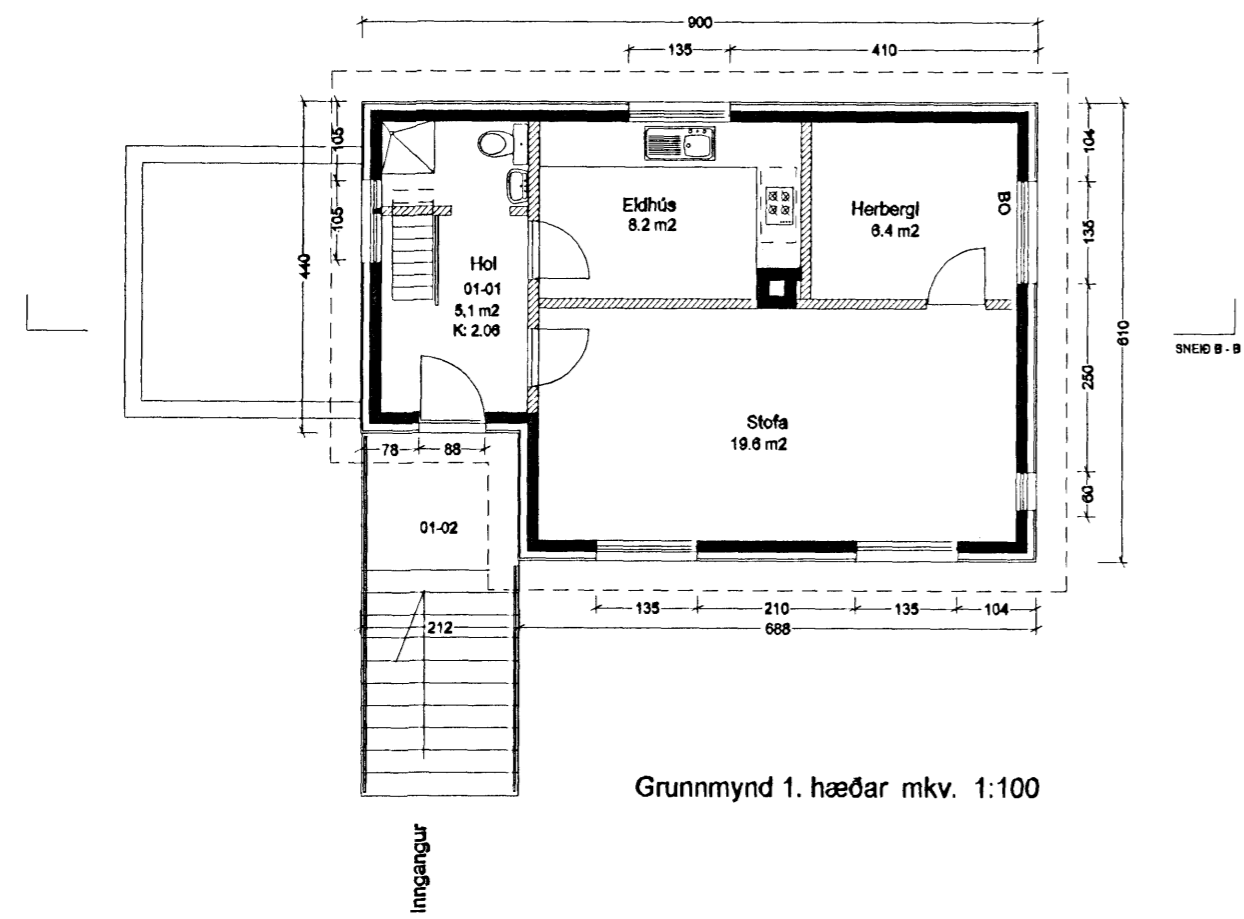 900
135
410
105
105
440
104
135
250
60
610
Eldhús
8.2 m2
Herbergi
6.4 m2
BO
Hol
01-01
5,1 m2
K: 2.06
SNEIÐ B - B
Stofa
19.6 m2
78
88
01-02
135
210
135
104
212
688
Grunnmynd 1. hæðar mkv. 1:100
Inngangur